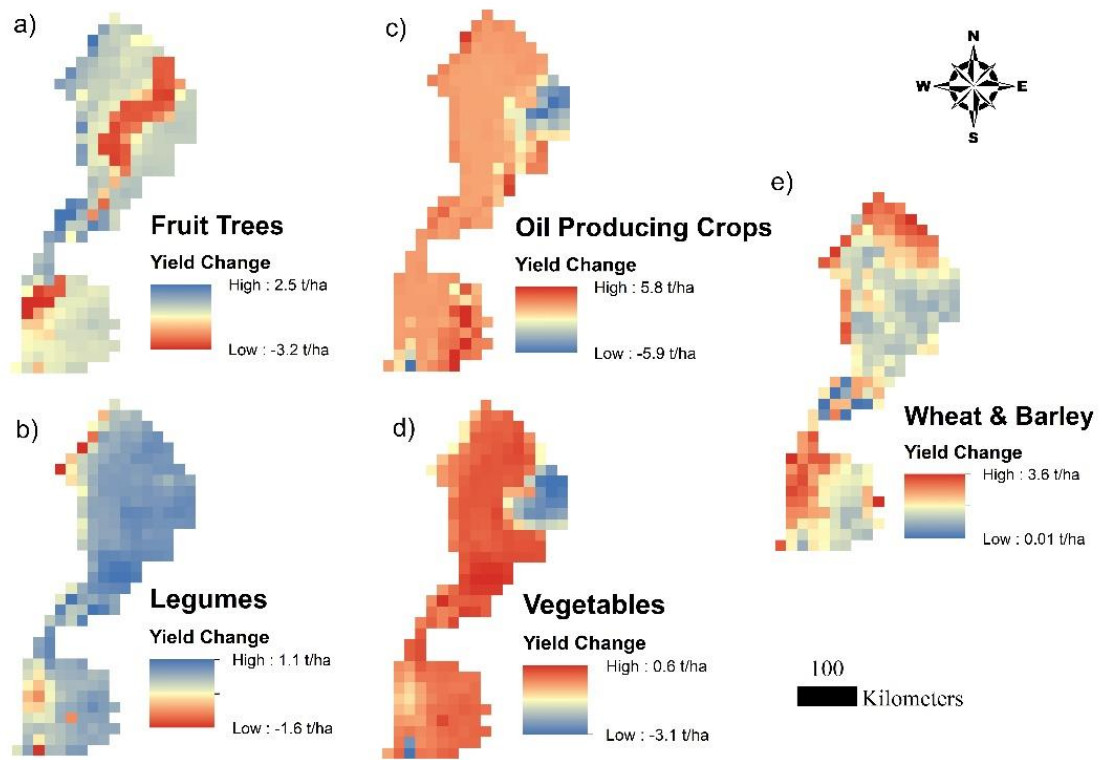 a)
Fruit Trees
Yield Change
High : 2.5 t/ha
Low : -3.2 t/ha
b)
Legumes
Yield Change
High : 1.1 t/ha
Low : -1.6 t/ha
c)
Oil Producing Crops
Yield Change
High : 5.8 t/ha
Low : -5.9 t/ha
d)
Vegetables
Yield Change
High : 0.6 t/ha
Low : -3.1 t/ha
N
W E
S
e)
Wheat & Barley
Yield Change
High : 3.6 t/ha
Low : 0.01 t/ha
100
Kilometers